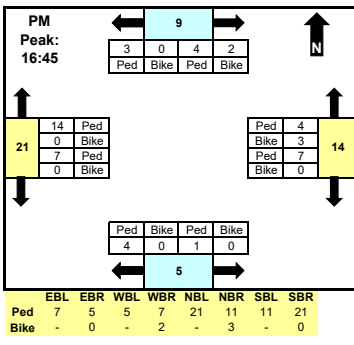 PM
Peak:
16:45
9
N
3 0 4 2
Ped Bike Ped Bike
21
14 Ped
0 Bike
7 Ped
0 Bike
Ped 4
Bike 3
Ped 7
Bike 0
14
Ped Bike Ped Bike
4 0 1 0
5
EBL EBR WBL WBR NBL NBR SBL SBR
Ped 7 5 5 7 21 11 11 21
Bike - 0 - 2 - 3 - 0